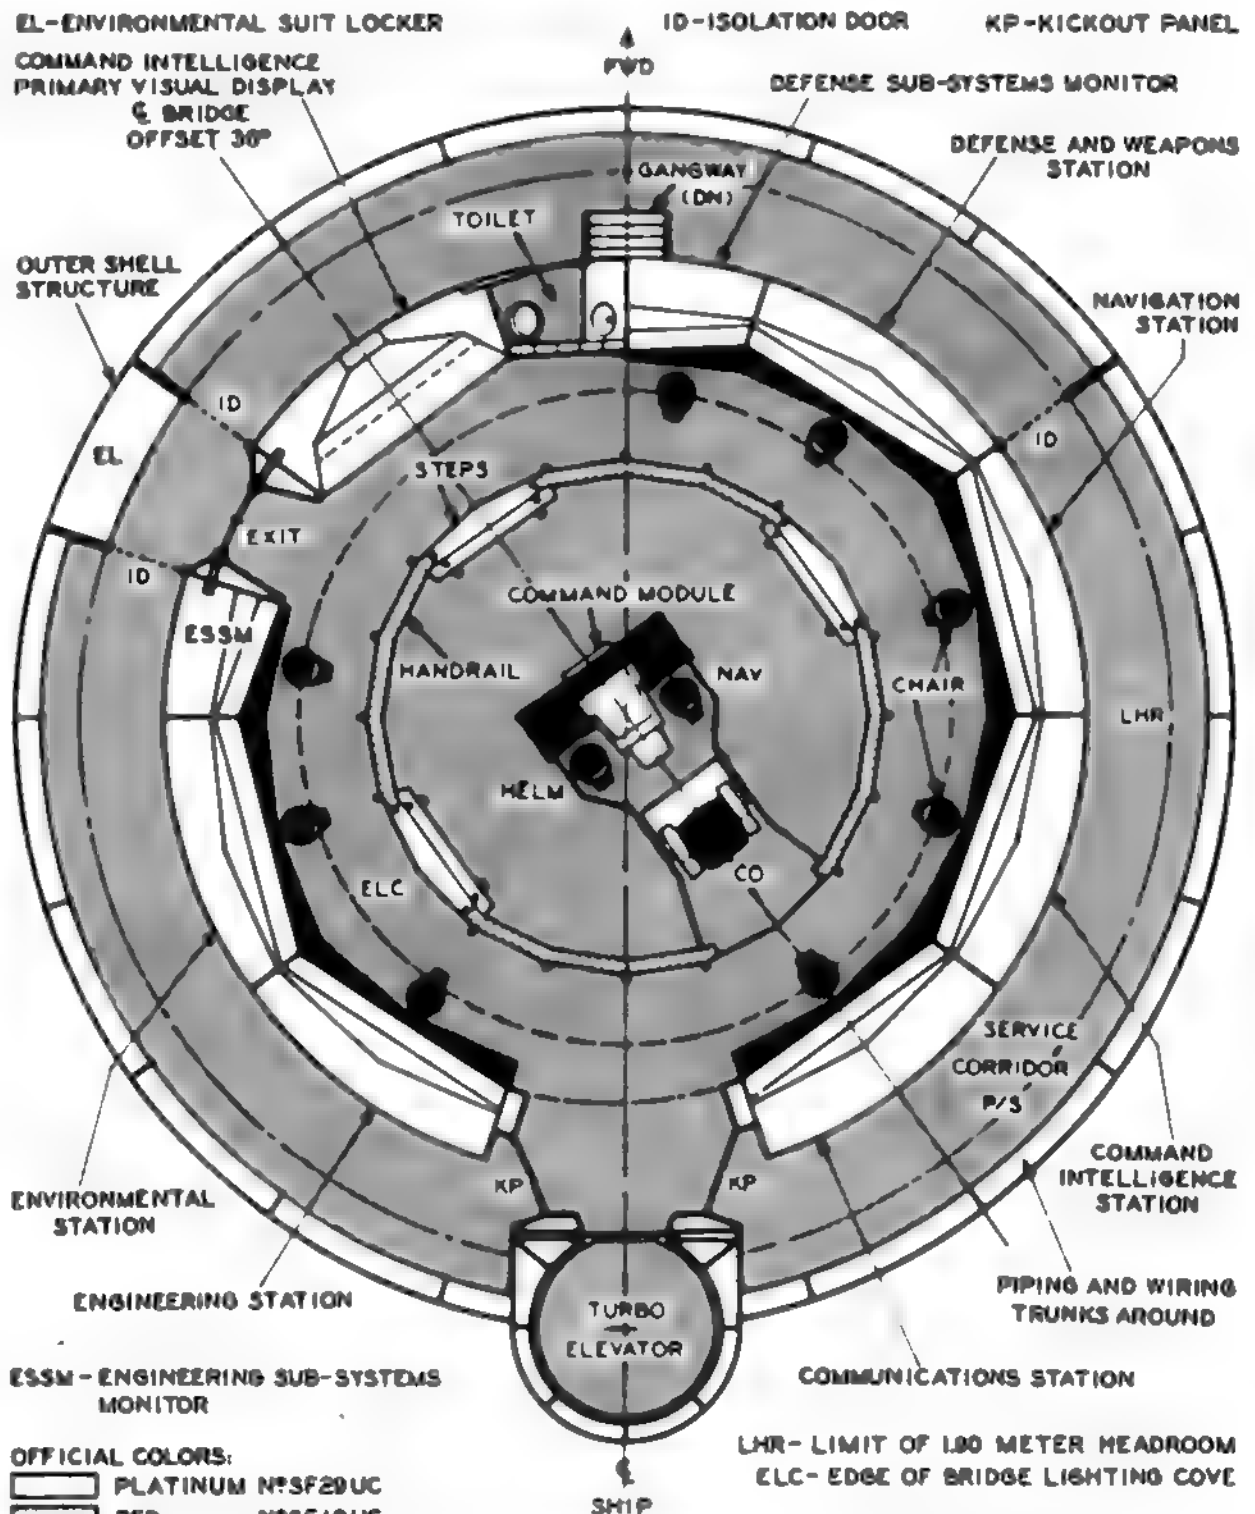 EL-ENVIRONMENTAL SUIT LOCKER
ID-ISOLATION DOOR
KP-KICKOUT PANEL
COMMAND INTELLIGENCE
PRIMARY VISUAL DISPLAY
℄ BRIDGE
OFFSET 36°
FWD
DEFENSE SUB-SYSTEMS MONITOR
DEFENSE AND WEAPONS
STATION
GANGWAY
(DN)
TOILET
OUTER SHELL
STRUCTURE
NAVIGATION
STATION
ID
ID
EL
STEPS
EXIT
ID
COMMAND MODULE
ESSM
HANDRAIL
NAV
CHAIR
LHR
HELM
CO
ELC
SERVICE
CORRIDOR
P/S
KP
KP
ENVIRONMENTAL
STATION
COMMAND
INTELLIGENCE
STATION
ENGINEERING STATION
PIPING AND WIRING
TRUNKS AROUND
TURBO
ELEVATOR
ESSM-ENGINEERING SUB-SYSTEMS
MONITOR
COMMUNICATIONS STATION
OFFICIAL COLORS:
PLATINUM NºSF29UC
LHR-LIMIT OF 1.90 METER HEADROOM
ELC-EDGE OF BRIDGE LIGHTING COVE
℄
SHIP